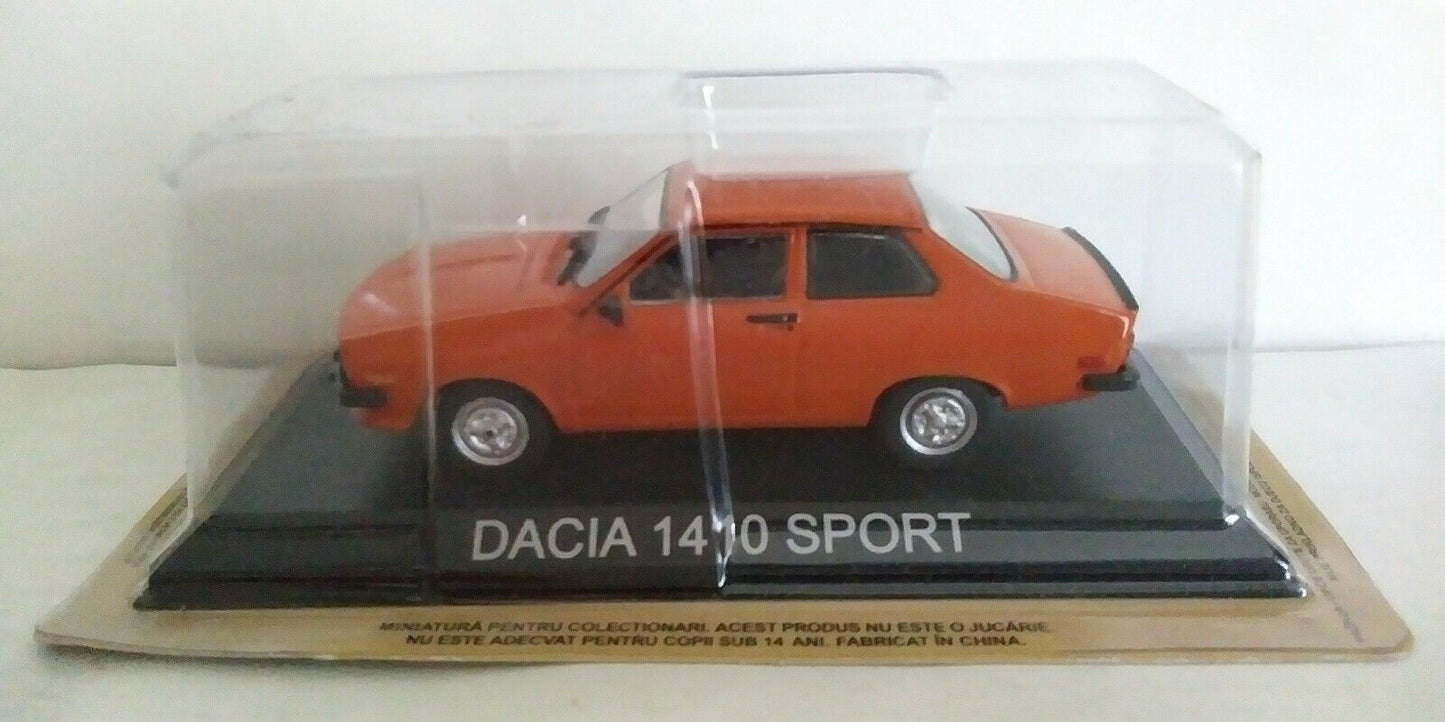 DACIA 1410 SPORT
MINIATURĂ PENTRU COLECȚIONARI. ACEST PRODUS NU ESTE O JUCĂRIE.
NU ESTE ADECVAT PENTRU COPII SUB 14 ANI. FABRICAT ÎN CHINA.